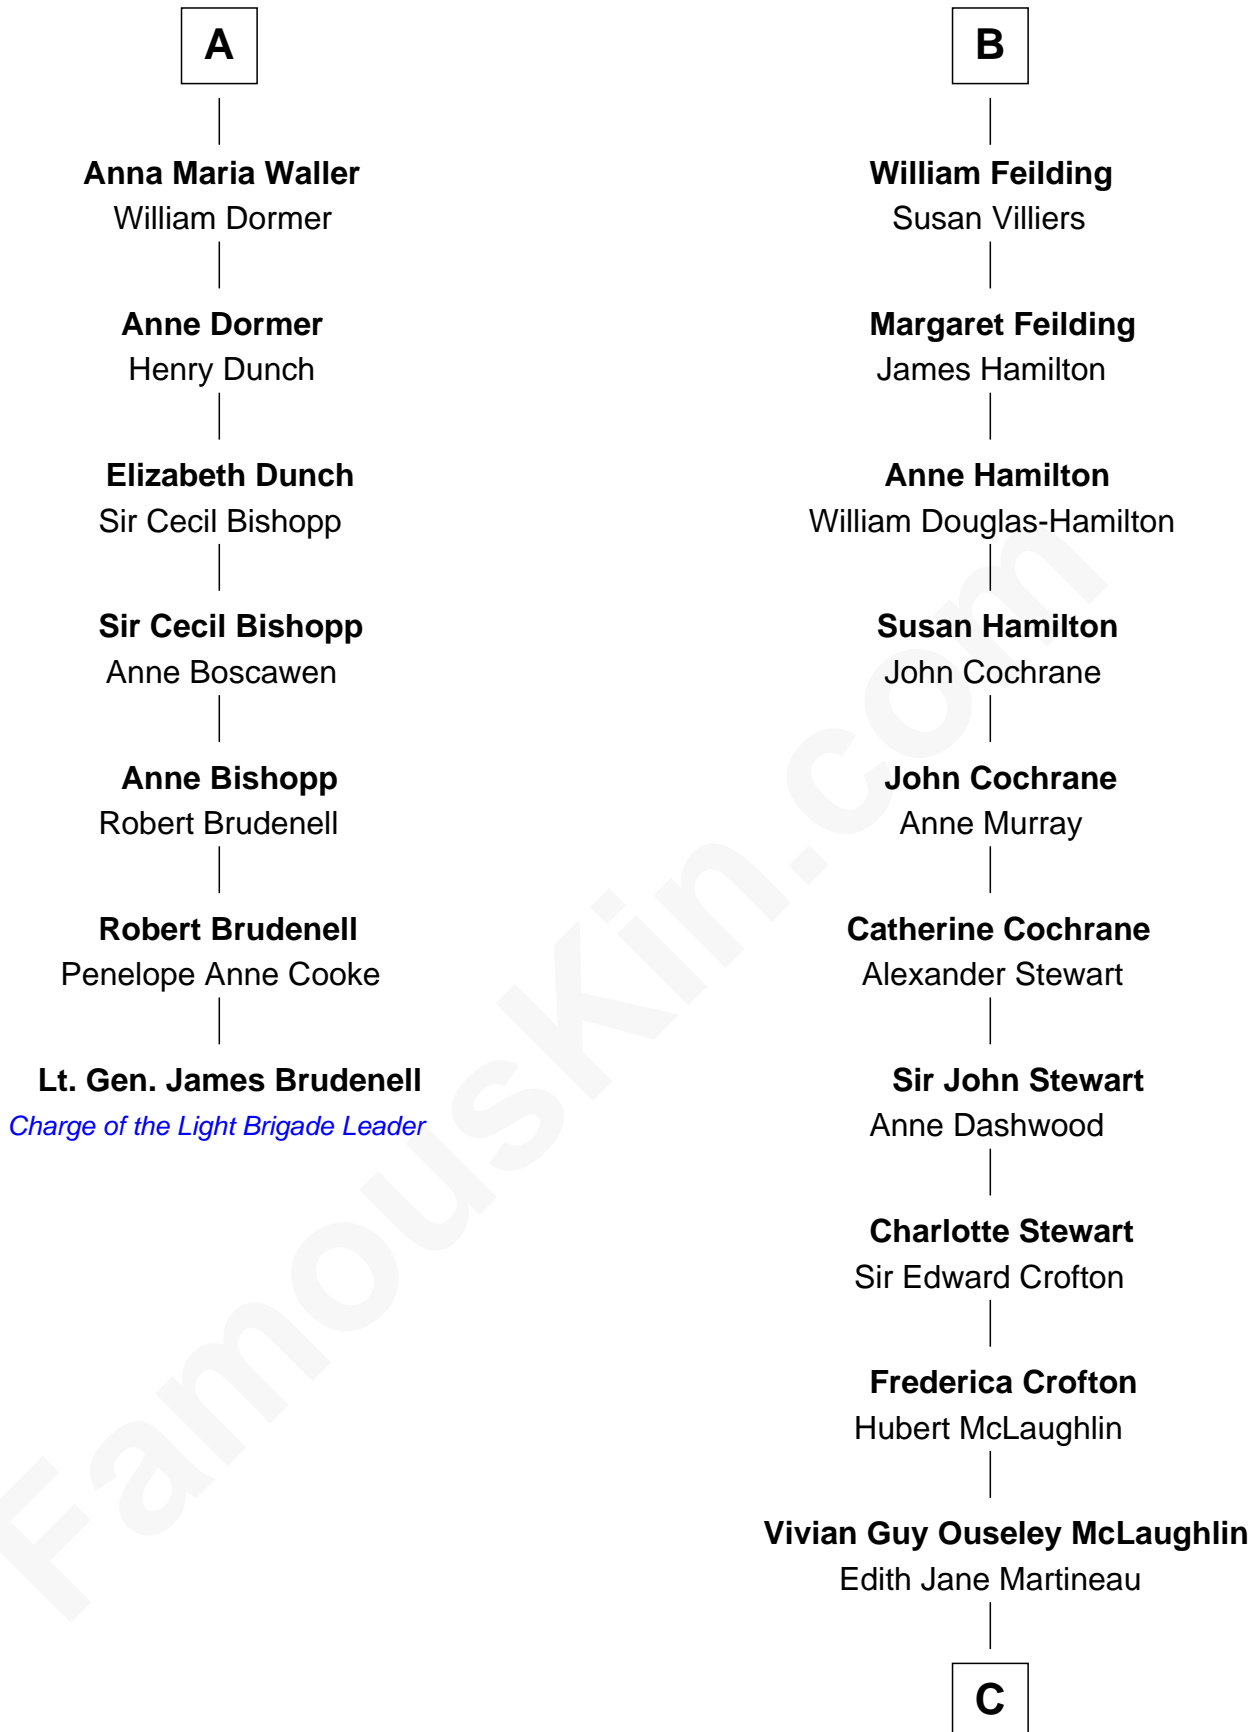 A
Anna Maria Waller
William Dormer
Anne Dormer
Henry Dunch
Elizabeth Dunch
Sir Cecil Bishopp
Sir Cecil Bishopp
Anne Boscawen
Anne Bishopp
Robert Brudenell
Robert Brudenell
Penelope Anne Cooke
Lt. Gen. James Brudenell
Charge of the Light Brigade Leader
B
William Feilding
Susan Villiers
Margaret Feilding
James Hamilton
Anne Hamilton
William Douglas-Hamilton
Susan Hamilton
John Cochrane
John Cochrane
Anne Murray
Catherine Cochrane
Alexander Stewart
Sir John Stewart
Anne Dashwood
Charlotte Stewart
Sir Edward Crofton
Frederica Crofton
Hubert McLaughlin
Vivian Guy Ouseley McLaughlin
Edith Jane Martineau
C
FamousKin.com